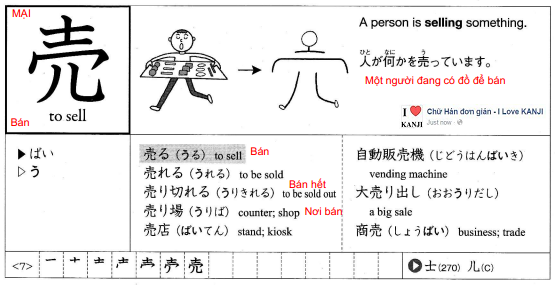 MẠI
売
Bán
to sell
A person is selling something.
人が何かを売っています。
ひと なに う
Một người đang có đồ để bán
I ❤ KANJI
Chữ Hán đơn giản - I Love KANJI
Just now
▶ ばい
▷ う
売る(うる) to sell Bán
売れる(うれる) to be sold
売り切れる(うりきれる) to be sold out Bán hết
売り場(うりば) counter; shop Nơi bán
売店(ばいてん) stand; kiosk
自動販売機(じどうはんばいき)
vending machine
大売り出し(おおうりだし)
a big sale
商売(しょうばい) business; trade
<7> 売
▶士(270) 儿(C)